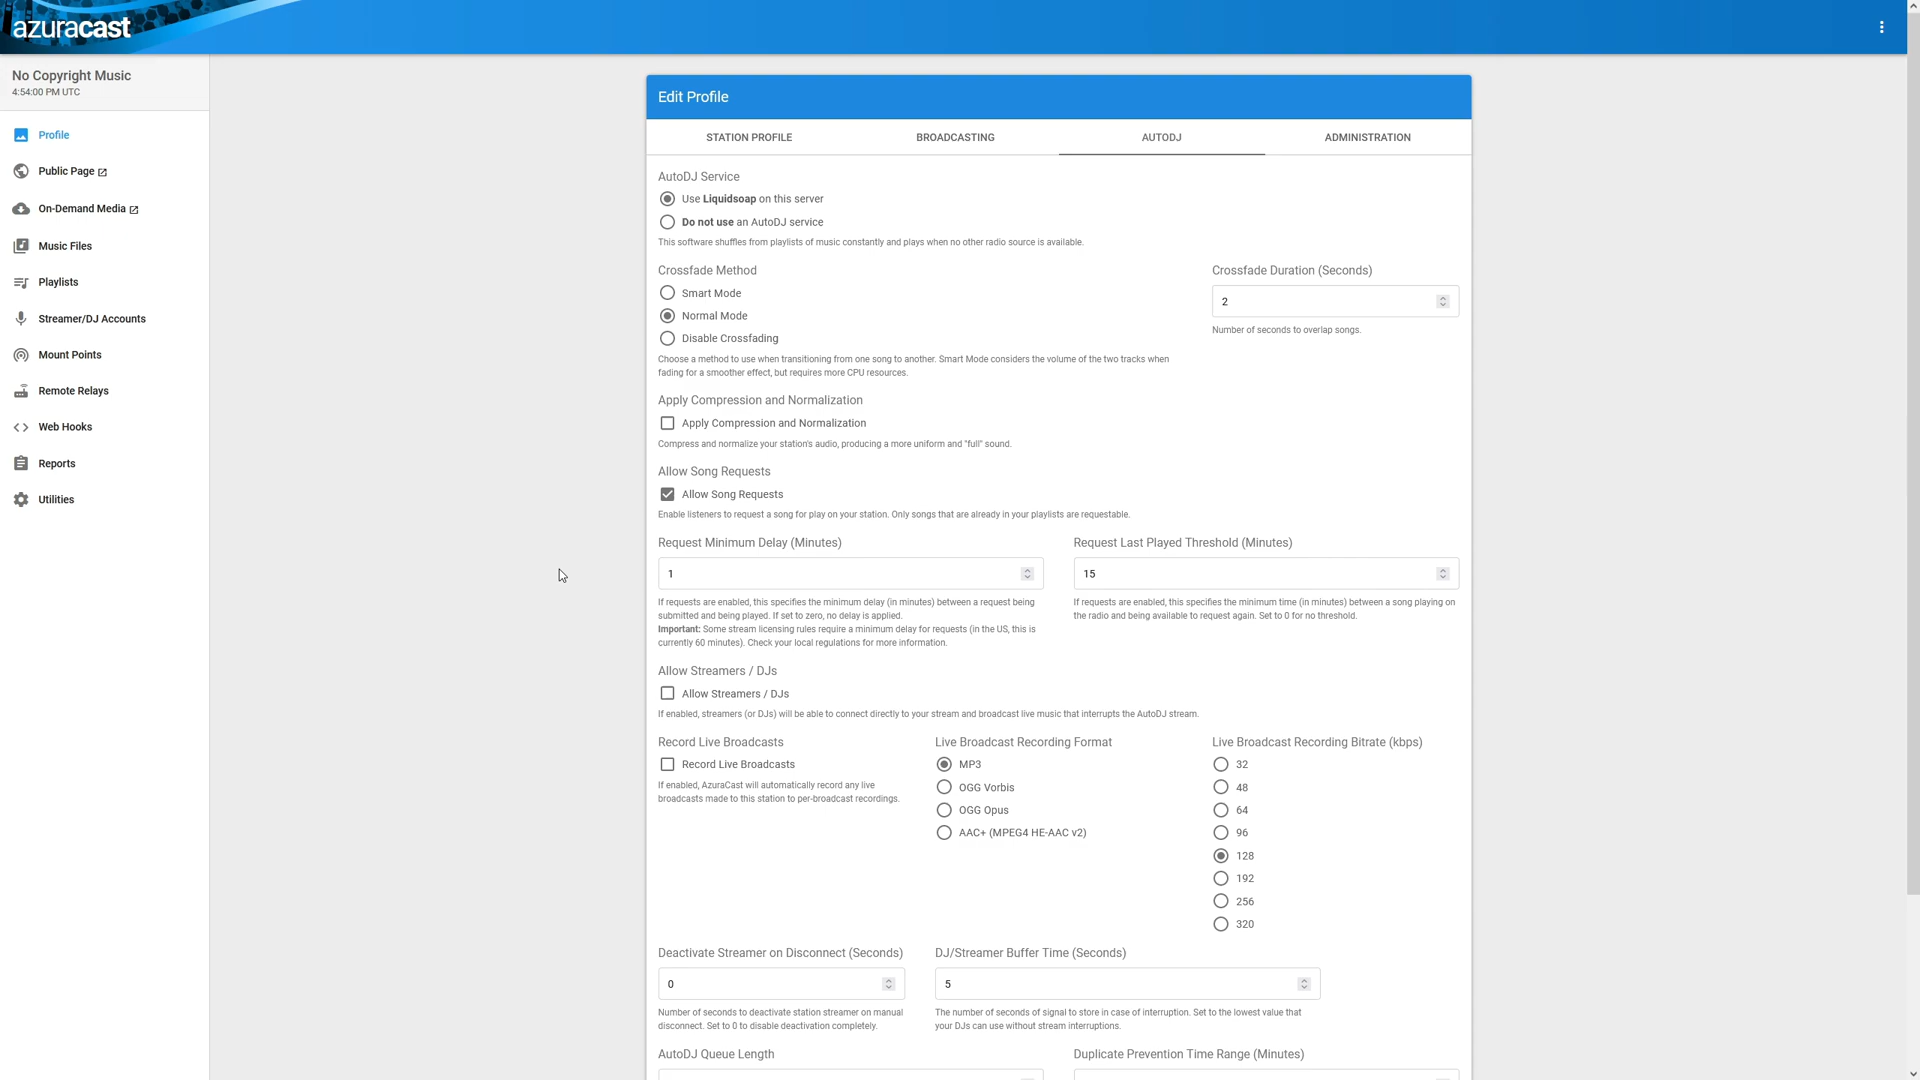 azuracast
No Copyright Music
4:54:00 PM UTC
Profile
Public Page
On-Demand Media
Music Files
Playlists
Streamer/DJ Accounts
Mount Points
Remote Relays
Web Hooks
Reports
Utilities
Edit Profile
STATION PROFILE BROADCASTING AUTODJ ADMINISTRATION
AutoDJ Service
Use Liquidsoap on this server
Do not use an AutoDJ service
This software shuffles from playlists of music constantly and plays when no other radio source is available.
Crossfade Method
Smart Mode
Normal Mode
Disable Crossfading
Choose a method to use when transitioning from one song to another. Smart Mode considers the volume of the two tracks when
fading for a smoother effect, but requires more CPU resources.
Crossfade Duration (Seconds)
2
Number of seconds to overlap songs.
Apply Compression and Normalization
Apply Compression and Normalization
Compress and normalize your station's audio, producing a more uniform and "full" sound.
Allow Song Requests
Allow Song Requests
Enable listeners to request a song for play on your station. Only songs that are already in your playlists are requestable.
Request Minimum Delay (Minutes)
1
If requests are enabled, this specifies the minimum delay (in minutes) between a request being
submitted and being played. If set to zero, no delay is applied.
Important: Some stream licensing rules require a minimum delay for requests (in the US, this is
currently 60 minutes). Check your local regulations for more information.
Request Last Played Threshold (Minutes)
15
If requests are enabled, this specifies the minimum time (in minutes) between a song playing on
the radio and being available to request again. Set to 0 for no threshold.
Allow Streamers / DJs
Allow Streamers / DJs
If enabled, streamers (or DJs) will be able to connect directly to your stream and broadcast live music that interrupts the AutoDJ stream.
Record Live Broadcasts
Record Live Broadcasts
If enabled, AzuraCast will automatically record any live
broadcasts made to this station to per-broadcast recordings.
Live Broadcast Recording Format
MP3
OGG Vorbis
OGG Opus
AAC+ (MPEG4 HE-AAC v2)
Live Broadcast Recording Bitrate (kbps)
32
48
64
96
128
192
256
320
Deactivate Streamer on Disconnect (Seconds)
0
Number of seconds to deactivate station streamer on manual
disconnect. Set to 0 to disable deactivation completely.
DJ/Streamer Buffer Time (Seconds)
5
The number of seconds of signal to store in case of interruption. Set to the lowest value that
your DJs can use without stream interruptions.
AutoDJ Queue Length
Duplicate Prevention Time Range (Minutes)